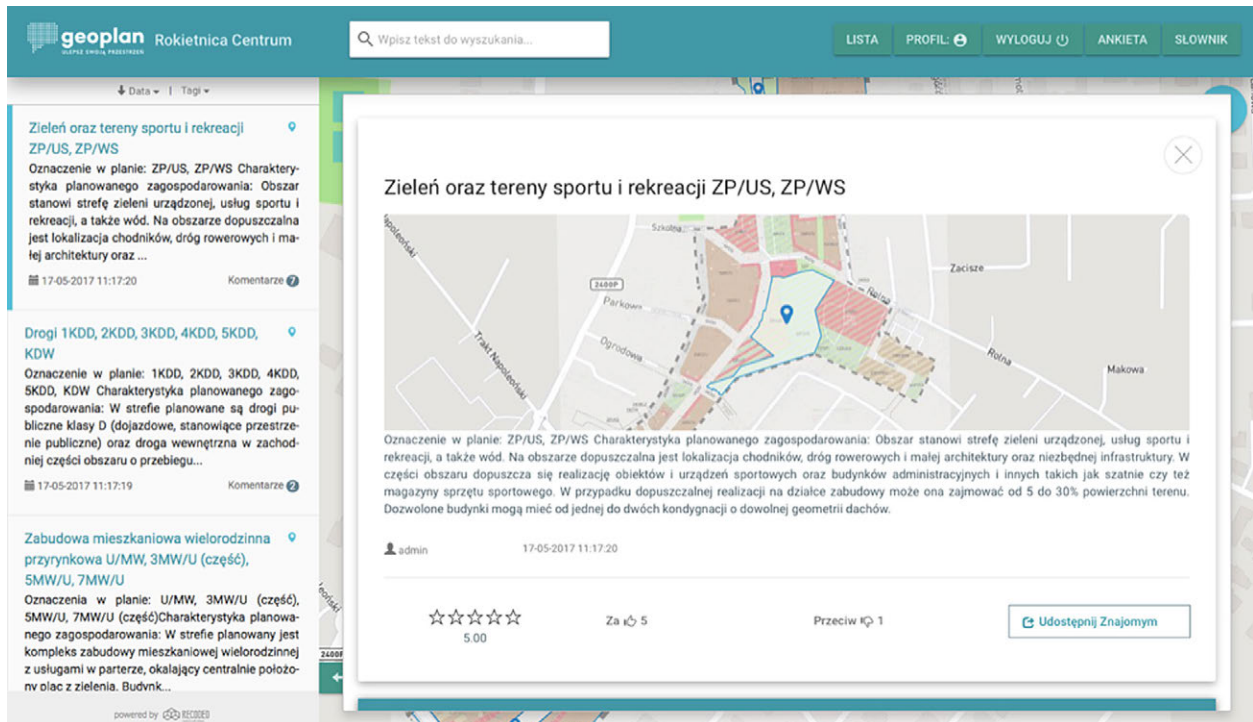 geoplan Rokietnica Centrum
ULEPSZ SWOJĄ PRZESTRZEŃ
Wpisz tekst do wyszukania...
LISTA PROFIL: WYLOGUJ ANKIETA SLOWNIK
Data | Tagi
Zieleń oraz tereny sportu i rekreacji
ZP/US, ZP/WS
Oznaczenie w planie: ZP/US, ZP/WS Charaktery-
styka planowanego zagospodarowania: Obszar
stanowi strefę zieleni urządzonej, usług sportu i
rekreacji, a także wód. Na obszarze dopuszczalna
jest lokalizacja chodników, dróg rowerowych i ma-
łej architektury oraz ...
17-05-2017 11:17:20 Komentarze 7
Drogi 1KDD, 2KDD, 3KDD, 4KDD, 5KDD,
KDW
Oznaczenie w planie: 1KDD, 2KDD, 3KDD, 4KDD,
5KDD, KDW Charakterystyka planowanego zago-
spodarowania: W strefie planowane są drogi pu-
bliczne klasy D (dojazdowe, stanowiące przestrze-
nie publiczne) oraz droga wewnętrzna w zachod-
niej części obszaru o przebiegu...
17-05-2017 11:17:19 Komentarze 2
Zabudowa mieszkaniowa wielorodzinna
przyrynkowa U/MW, 3MW/U (część),
5MW/U, 7MW/U
Oznaczenia w planie: U/MW, 3MW/U (część),
5MW/U, 7MW/U (część)Charakterystyka planowa-
nego zagospodarowania: W strefie planowany jest
kompleks zabudowy mieszkaniowej wielorodzinnej
z usługami w parterze, okalający centralnie położo-
ny plac z zielenią. Budynk...
powered by RECODED
Zieleń oraz tereny sportu i rekreacji ZP/US, ZP/WS
Szkolna
Zacisze
2400P
Parkowa
Rolna
Ogrodowa
Trakt Napoleoński
Rolna
Makowa
Oznaczenie w planie: ZP/US, ZP/WS Charakterystyka planowanego zagospodarowania: Obszar stanowi strefę zieleni urządzonej, usług sportu i
rekreacji, a także wód. Na obszarze dopuszczalna jest lokalizacja chodników, dróg rowerowych i małej architektury oraz niezbędnej infrastruktury. W
części obszaru dopuszcza się realizację obiektów i urządzeń sportowych oraz budynków administracyjnych i innych takich jak szatnie czy też
magazyny sprzętu sportowego. W przypadku dopuszczalnej realizacji na działce zabudowy może ona zajmować od 5 do 30% powierzchni terenu.
Dozwolone budynki mogą mieć od jednej do dwóch kondygnacji o dowolnej geometrii dachów.
admin 17-05-2017 11:17:20
5.00 Za 5 Przeciw 1 Udostępnij Znajomym